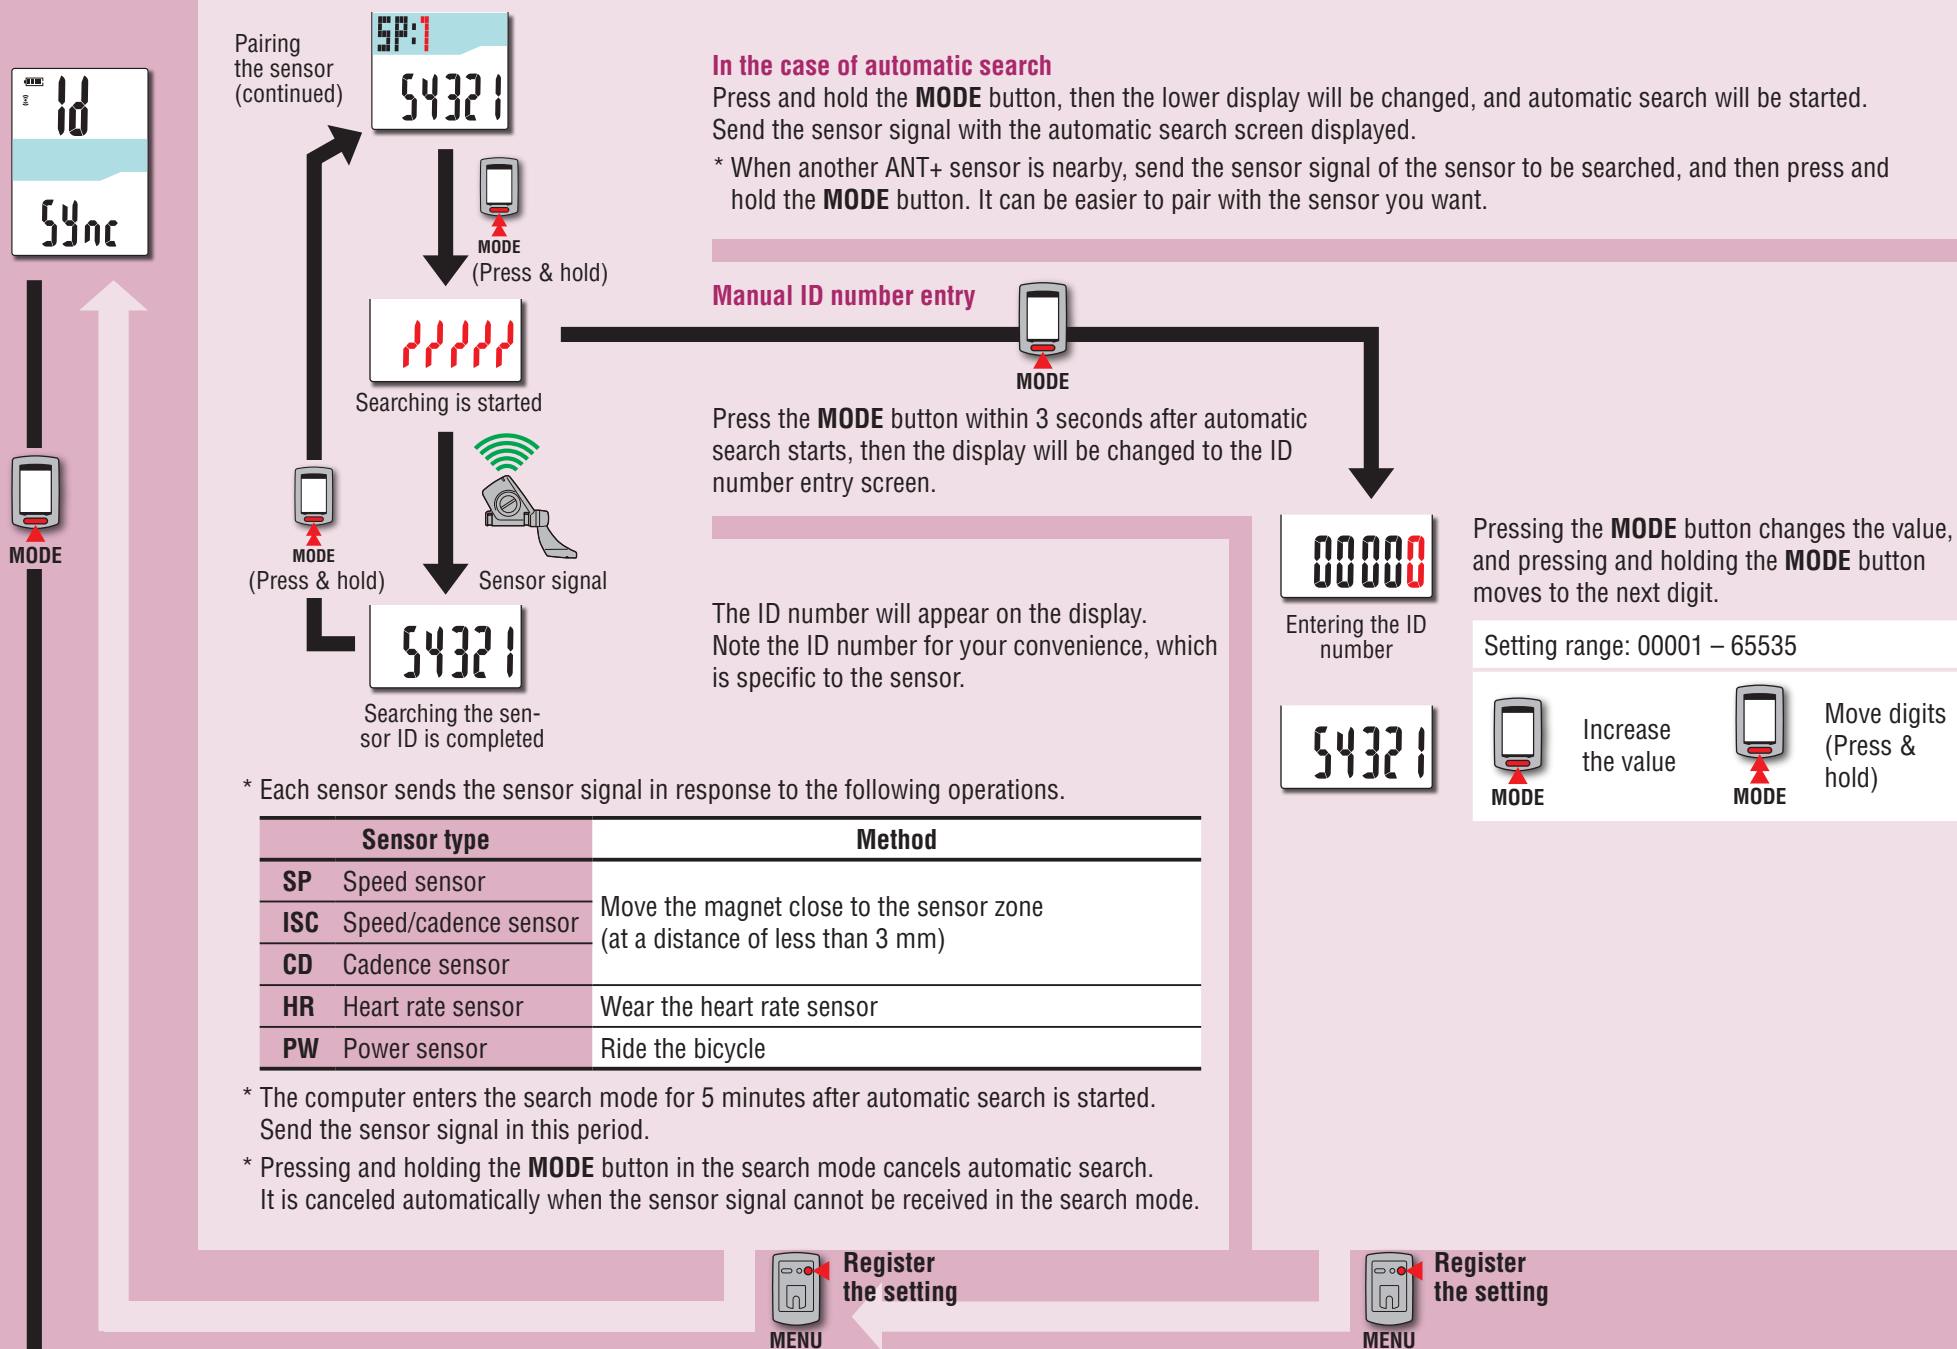 Id
SYnc
MODE
Pairing
the sensor
(continued)
SP:1
54321
MODE
(Press & hold)
Searching is started
MODE
(Press & hold)
Sensor signal
54321
Searching the sen-
sor ID is completed
In the case of automatic search
Press and hold the MODE button, then the lower display will be changed, and automatic search will be started.
Send the sensor signal with the automatic search screen displayed.
* When another ANT+ sensor is nearby, send the sensor signal of the sensor to be searched, and then press and
hold the MODE button. It can be easier to pair with the sensor you want.
Manual ID number entry
MODE
Press the MODE button within 3 seconds after automatic
search starts, then the display will be changed to the ID
number entry screen.
The ID number will appear on the display.
Note the ID number for your convenience, which
is specific to the sensor.
00000
Entering the ID
number
54321
Pressing the MODE button changes the value,
and pressing and holding the MODE button
moves to the next digit.
Setting range: 00001 – 65535
MODE
Increase
the value
MODE
Move digits
(Press &
hold)
* Each sensor sends the sensor signal in response to the following operations.
Sensor type Method
SP Speed sensor
ISC Speed/cadence sensor
CD Cadence sensor
Move the magnet close to the sensor zone
(at a distance of less than 3 mm)
HR Heart rate sensor Wear the heart rate sensor
PW Power sensor Ride the bicycle
* The computer enters the search mode for 5 minutes after automatic search is started.
Send the sensor signal in this period.
* Pressing and holding the MODE button in the search mode cancels automatic search.
It is canceled automatically when the sensor signal cannot be received in the search mode.
Register
the setting
MENU
Register
the setting
MENU